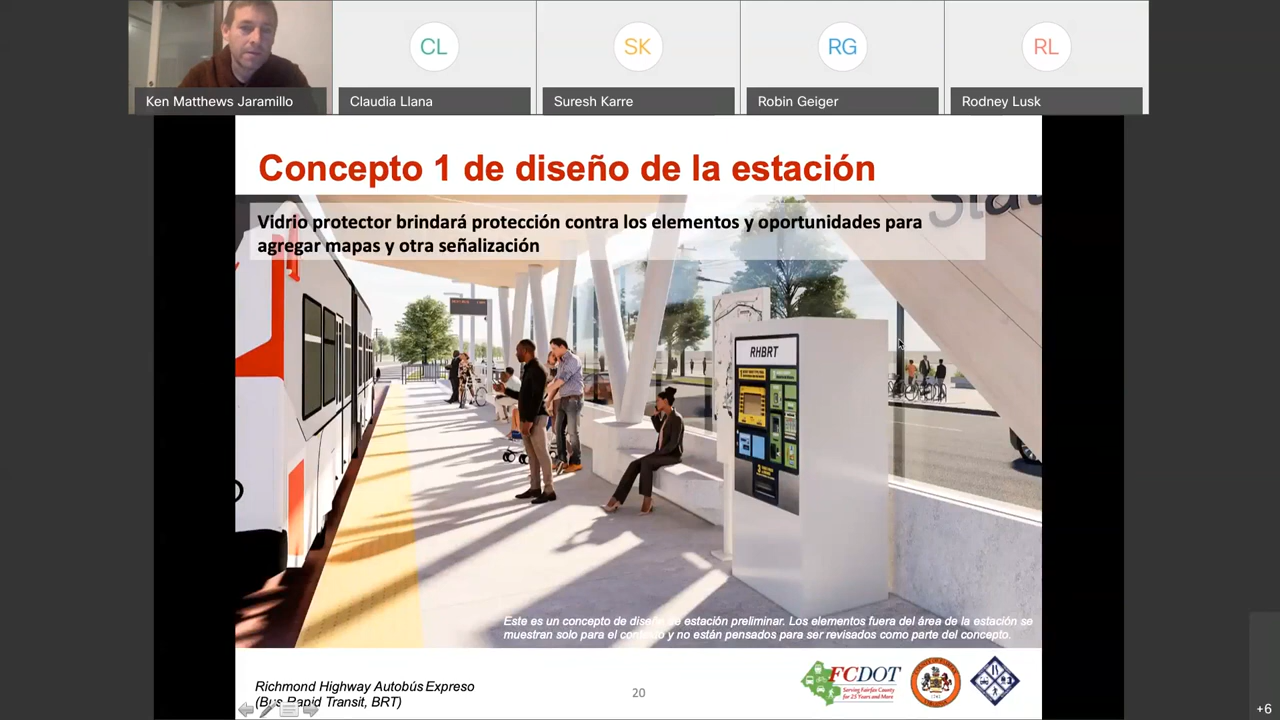 CL
SK
RG
RL
Ken Matthews Jaramillo
Claudia Llana
Suresh Karre
Robin Geiger
Rodney Lusk
Concepto 1 de diseño de la estación
Vidrio protector brindará protección contra los elementos y oportunidades para
agregar mapas y otra señalización
RHBRT
Este es un concepto de diseño de estación preliminar. Los elementos fuera del área de la estación se
muestran solo para el contexto y no están pensados para ser revisados como parte del concepto.
Richmond Highway Autobús Expreso
(Bus Rapid Transit, BRT)
20
FCDOT
Serving Fairfax County
for 25 Years and More
+6